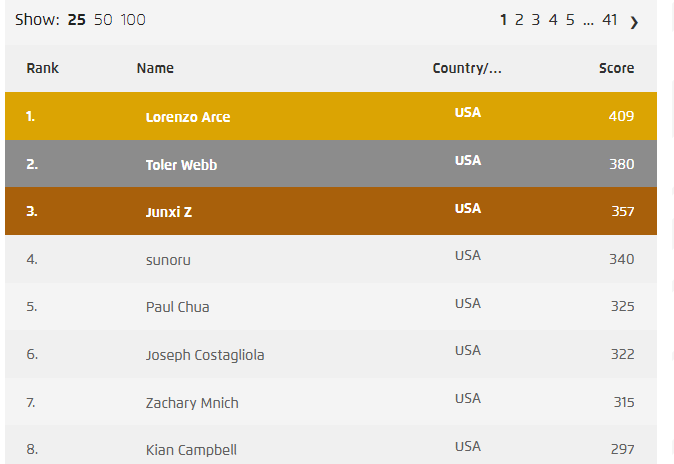 Show: 25 50 100 1 2 3 4 5 ... 41 ❯
Rank Name Country/... Score
1. Lorenzo Arce USA 409
2. Toler Webb USA 380
3. Junxi Z USA 357
4. sunoru USA 340
5. Paul Chua USA 325
6. Joseph Costagliola USA 322
7. Zachary Mnich USA 315
8. Kian Campbell USA 297